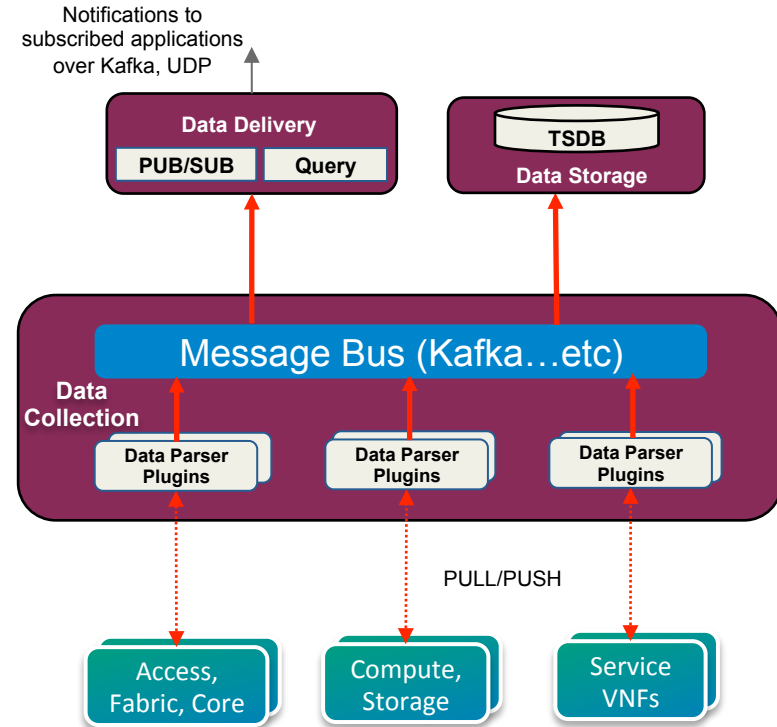 Notifications to
subscribed applications
over Kafka, UDP
Data Delivery
PUB/SUB
Query
TSDB
Data Storage
Message Bus (Kafka…etc)
Data
Collection
Data Parser
Plugins
Data Parser
Plugins
Data Parser
Plugins
PULL/PUSH
Access,
Fabric, Core
Compute,
Storage
Service
VNFs